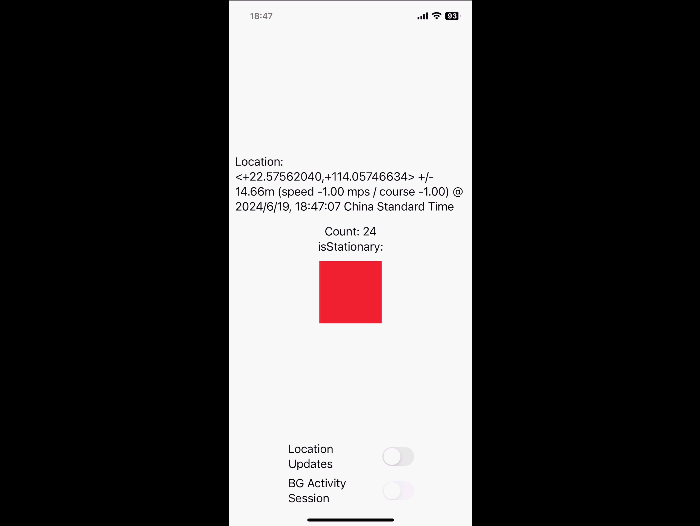 18:47
93
Location:
<+22.57562040,+114.05746634> +/-
14.66m (speed -1.00 mps / course -1.00) @
2024/6/19, 18:47:07 China Standard Time
Count: 24
isStationary:
Location
Updates
BG Activity
Session